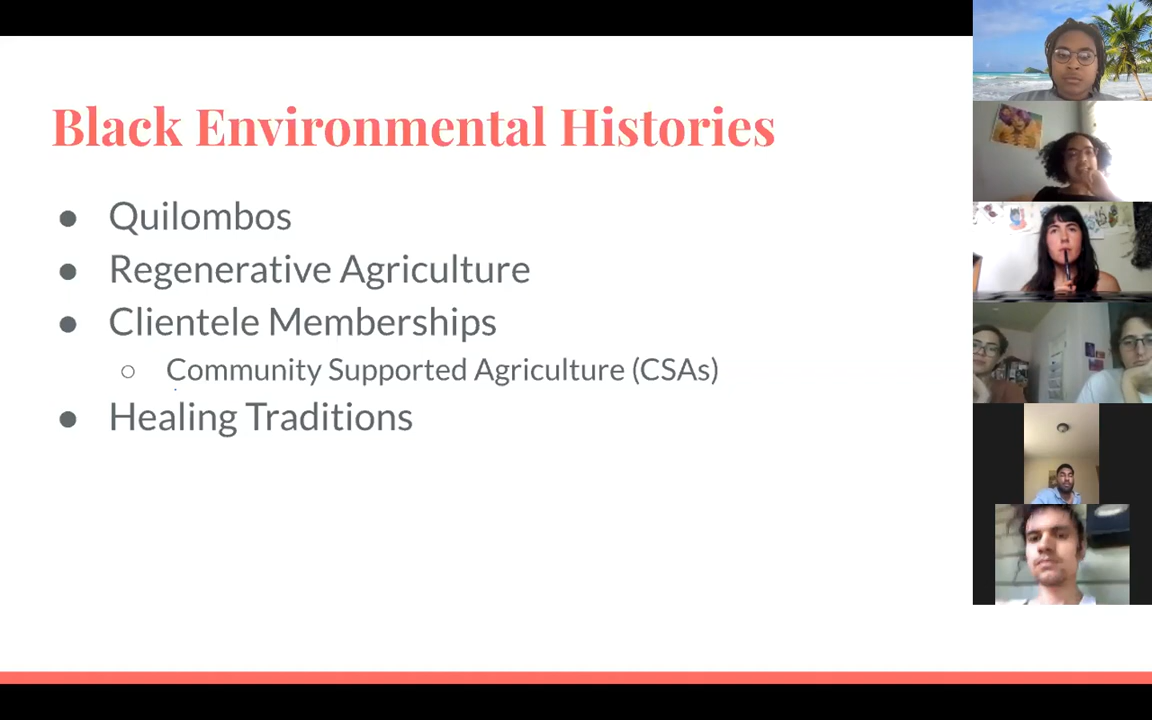 Black Environmental Histories
● Quilombos
● Regenerative Agriculture
● Clientele Memberships
○ Community Supported Agriculture (CSAs)
● Healing Traditions